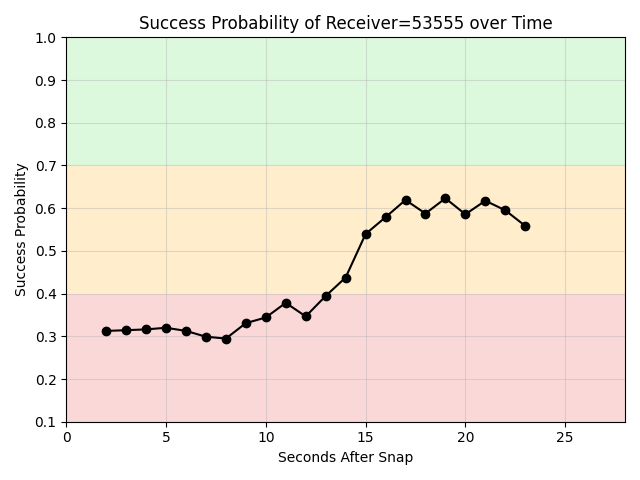 Success Probability of Receiver=53555 over Time
1.0
0.9
0.8
0.7
0.6
0.5
0.4
0.3
0.2
0.1
Success Probability
0 5 10 15 20 25
Seconds After Snap